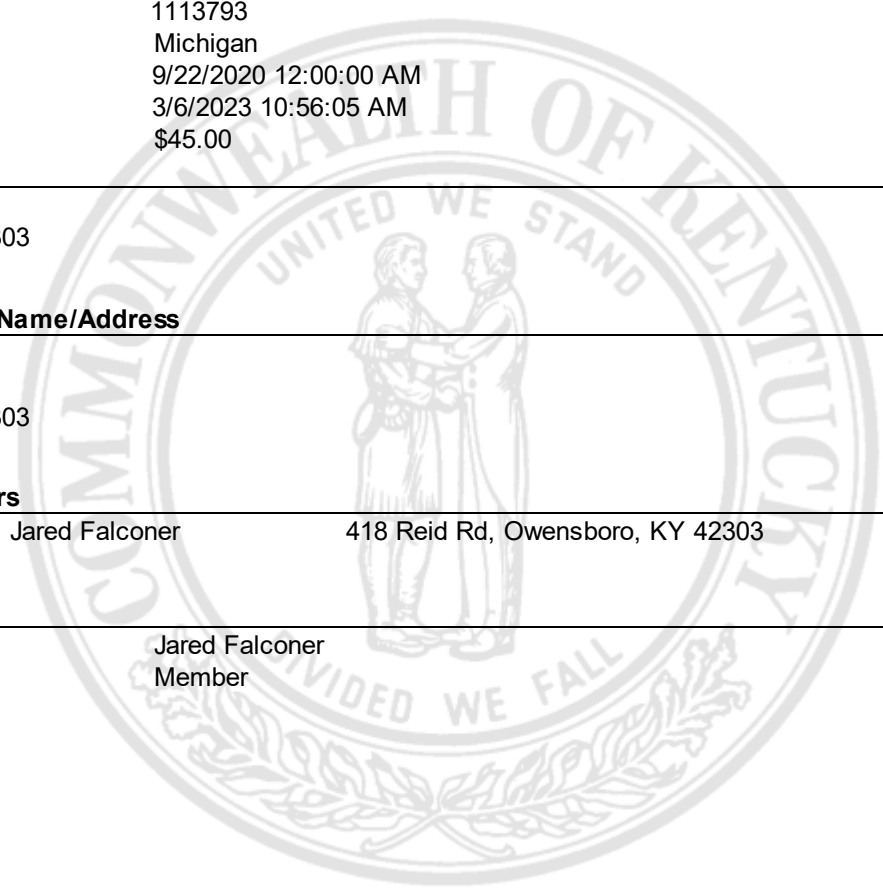 1113793
Michigan
9/22/2020 12:00:00 AM
3/6/2023 10:56:05 AM
$45.00
03
Name/Address
303
rs
Jared Falconer 418 Reid Rd, Owensboro, KY 42303
Jared Falconer
Member
COMMONWEALTH OF KENTUCKY
UNITED WE STAND
DIVIDED WE FALL